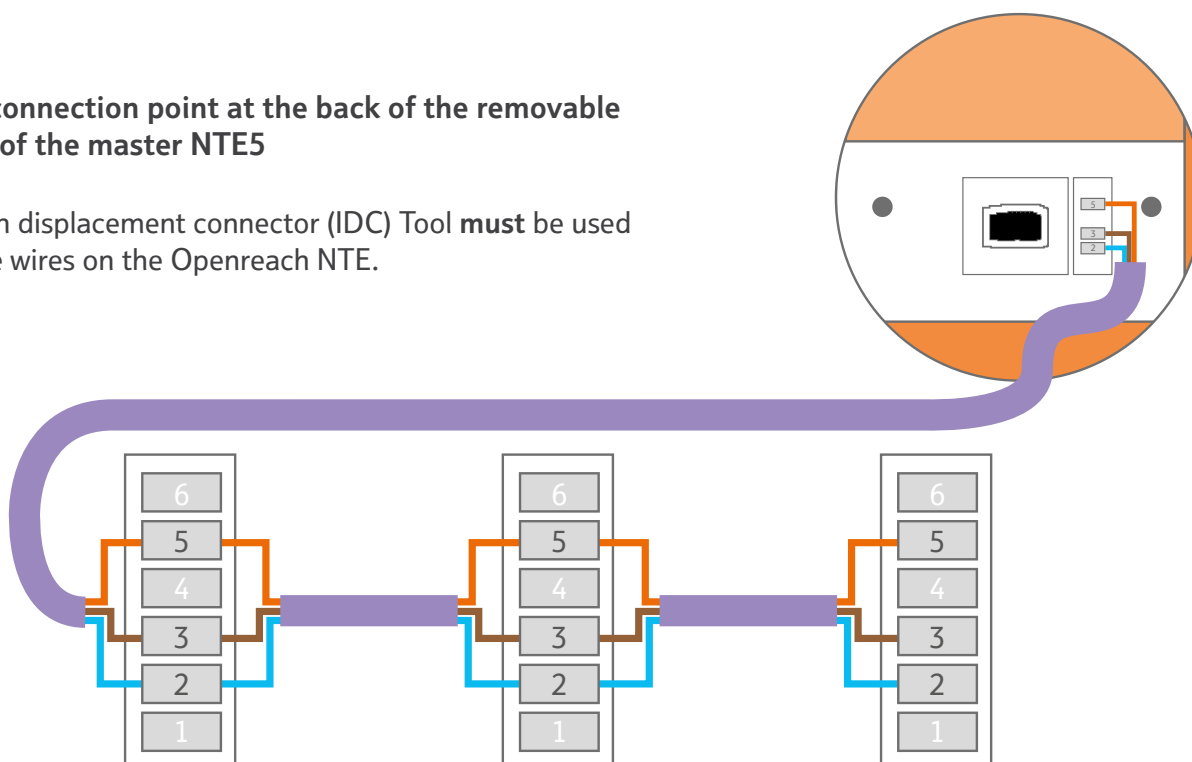 connection point at the back of the removable
of the master NTE5
n displacement connector (IDC) Tool must be used
e wires on the Openreach NTE.
5
3
2
6 6 6
5 5 5
4 4 4
3 3 3
2 2 2
1 1 1